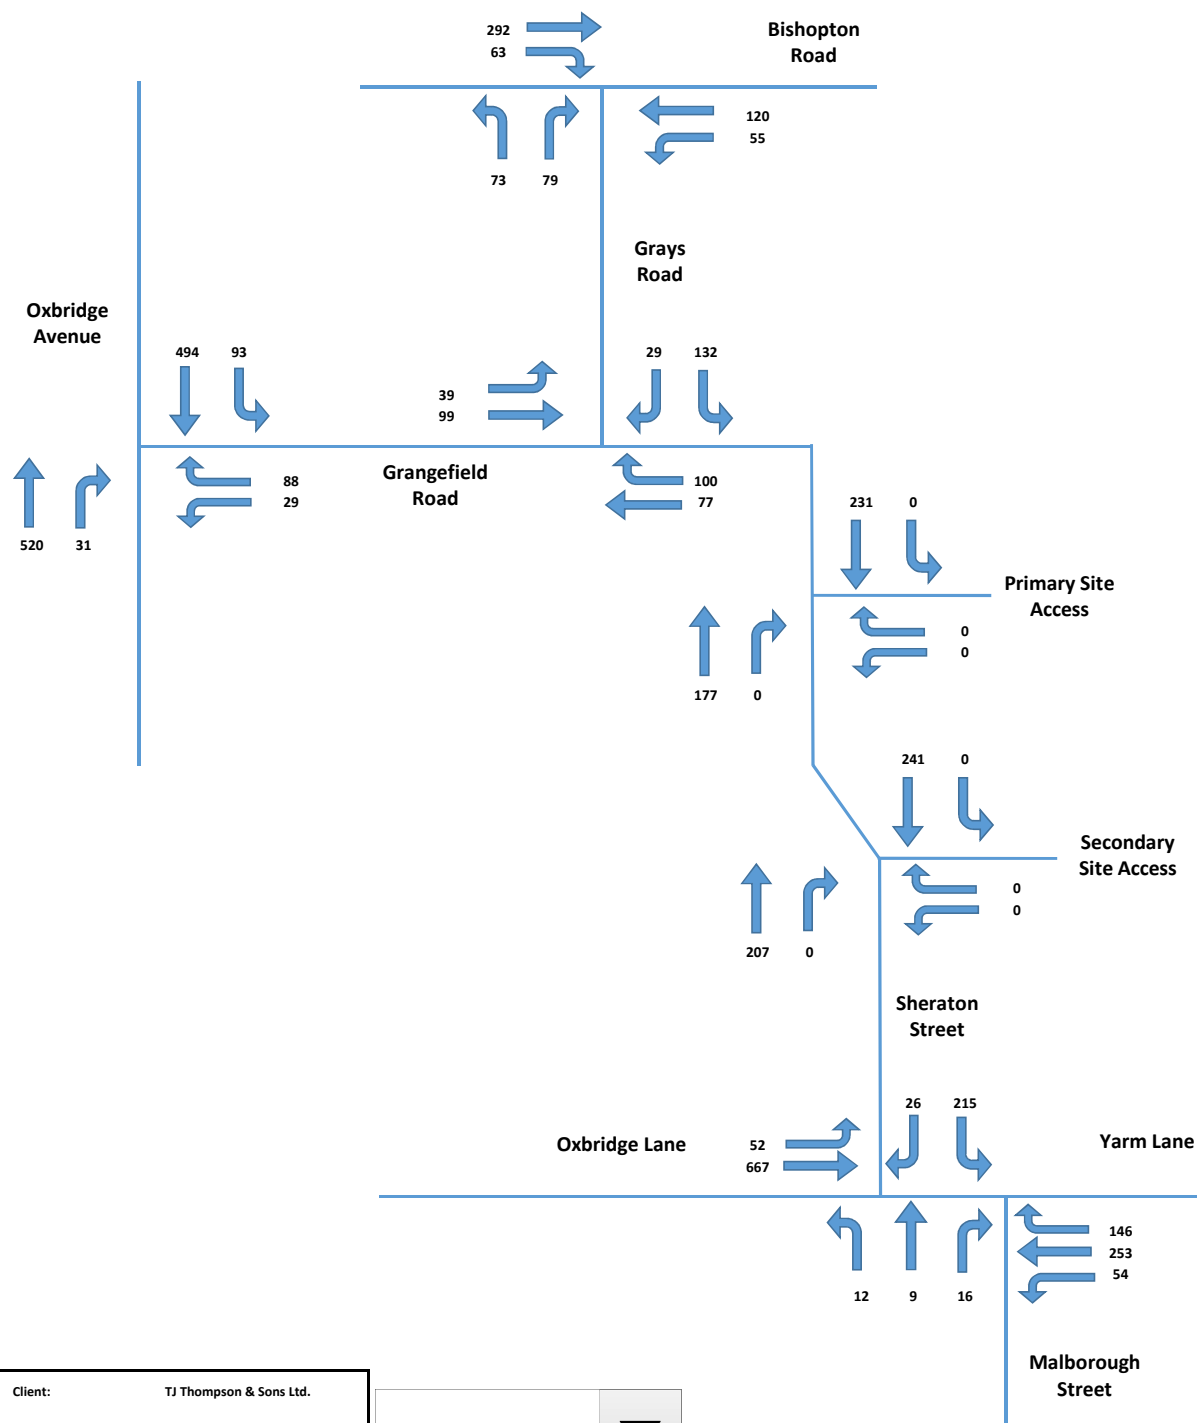 292
63
Bishopton
Road
120
55
73 79
Grays
Road
Oxbridge
Avenue
494 93
29 132
39
99
88
29
Grangefield
Road
100
77
520 31
231 0
Primary Site
Access
0
0
177 0
241 0
Secondary
Site Access
0
0
207 0
Sheraton
Street
26 215
Oxbridge Lane
52
667
Yarm Lane
146
253
54
12 9 16
Malborough
Street
Client: TJ Thompson & Sons Ltd.